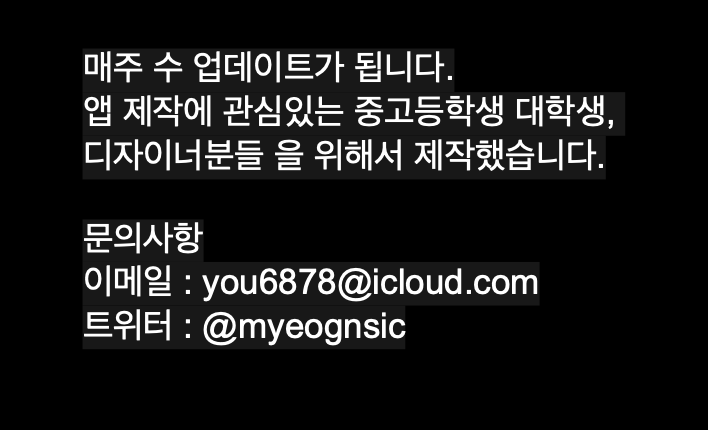 매주 수 업데이트가 됩니다.
앱 제작에 관심있는 중고등학생 대학생,
디자이너분들 을 위해서 제작했습니다.
문의사항
이메일 : you6878@icloud.com
트위터 : @myeognsic